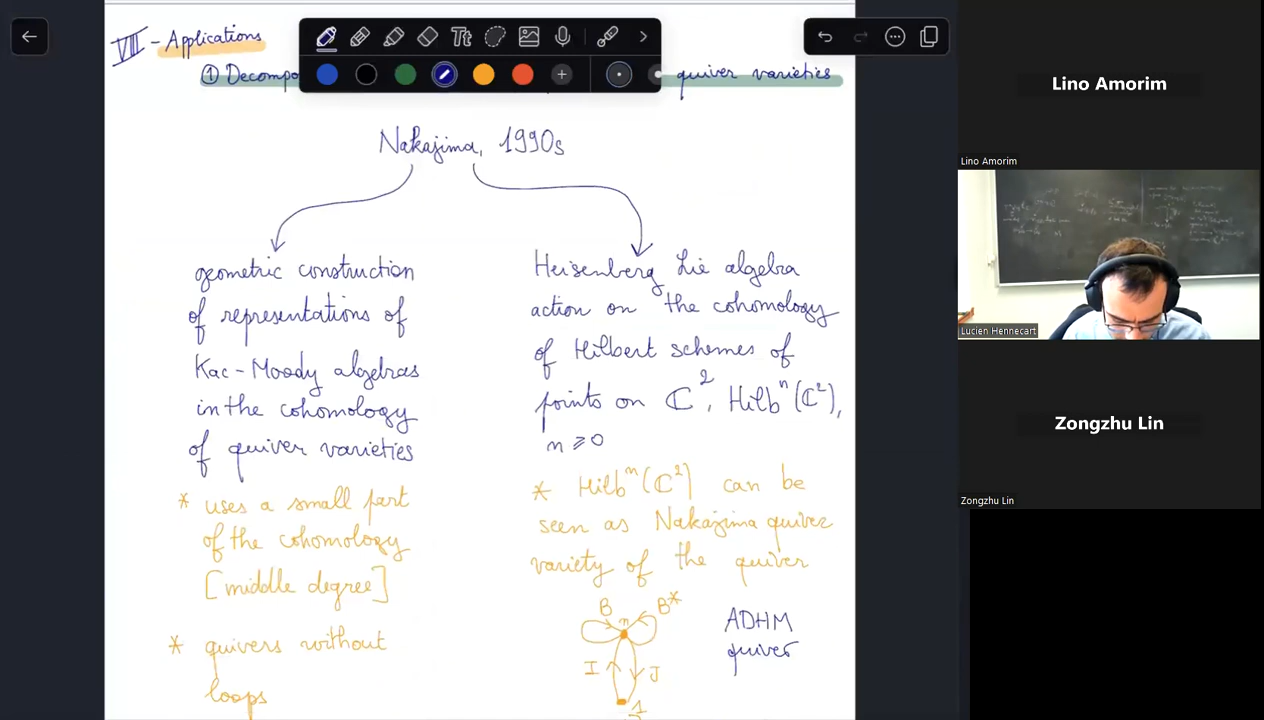 VII - Applications
① Decompo
quiver varieties
Nakajima, 1990s
geometric construction
of representations of
Kac-Moody algebras
in the cohomology
of quiver varieties
* uses a small part
of the cohomology
[middle degree]
* quivers without
loops
Heisenberg Lie algebra
action on the cohomology
of Hilbert schemes of
points on ℂ², Hilbⁿ(ℂ²),
n ⩾ 0
* Hilbⁿ(ℂ²) can be
seen as Nakajima quiver
variety of the quiver
B
B*
n
I
J
1
ADHM
quiver
Tt
Lino Amorim
Lino Amorim
Lucien Hennecart
Zongzhu Lin
Zongzhu Lin